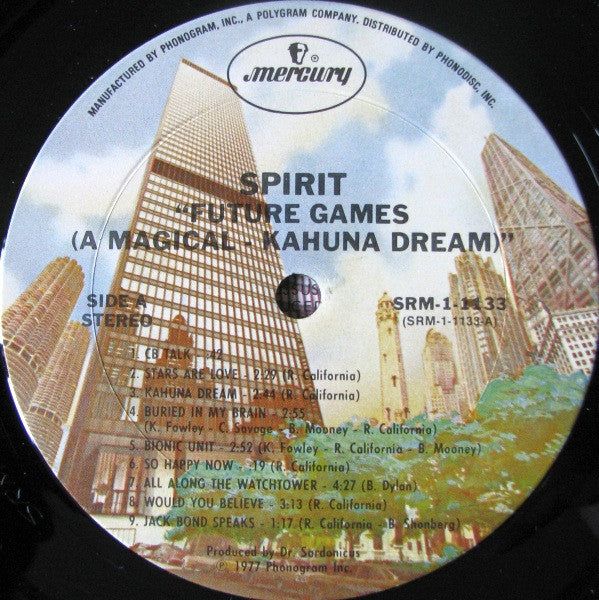 MANUFACTURED BY PHONOGRAM, INC., A POLYGRAM COMPANY. DISTRIBUTED BY PHONODISC, INC.
®
mercury
SPIRIT
"FUTURE GAMES
(A MAGICAL - KAHUNA DREAM)"
SIDE A
STEREO
SRM-1-1133
(SRM-1-1133-A)
1. CB TALK - :42
2. STARS ARE LOVE - 2:29 (R. California)
3. KAHUNA DREAM - 2:44 (R. California)
4. BURIED IN MY BRAIN - 2:55
(K. Fowley - C. Savage - B. Mooney - R. California)
5. BIONIC UNIT - 2:52 (K. Fowley - R. California - B. Mooney)
6. SO HAPPY NOW - :19 (R. California)
7. ALL ALONG THE WATCHTOWER - 4:27 (B. Dylan)
8. WOULD YOU BELIEVE - 3:13 (R. California)
9. JACK BOND SPEAKS - 1:17 (R. California - B. Shonberg)
Produced by Dr. Sardonicus
℗ 1977 Phonogram Inc.